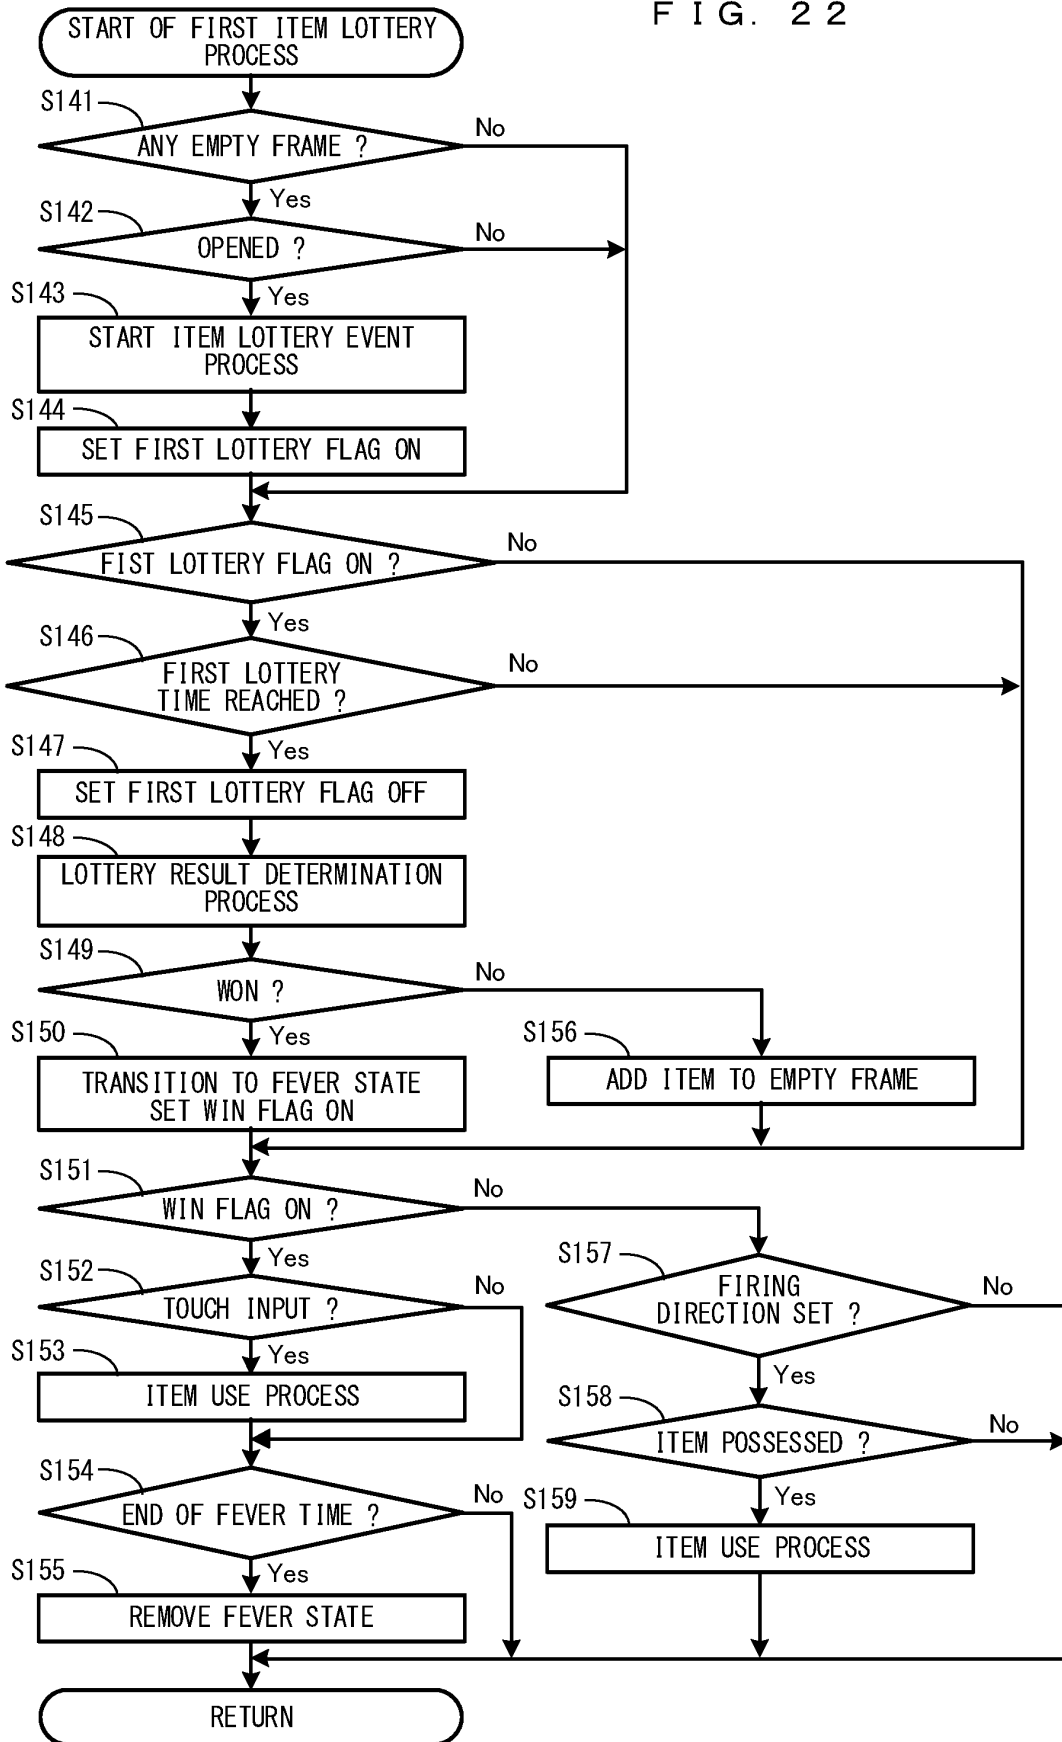 FIG. 22
START OF FIRST ITEM LOTTERY
PROCESS
S141
ANY EMPTY FRAME ?
No
Yes
S142
OPENED ?
No
Yes
S143
START ITEM LOTTERY EVENT
PROCESS
S144
SET FIRST LOTTERY FLAG ON
S145
FIST LOTTERY FLAG ON ?
No
Yes
S146
FIRST LOTTERY
TIME REACHED ?
No
Yes
S147
SET FIRST LOTTERY FLAG OFF
S148
LOTTERY RESULT DETERMINATION
PROCESS
S149
WON ?
No
Yes
S150
TRANSITION TO FEVER STATE
SET WIN FLAG ON
S156
ADD ITEM TO EMPTY FRAME
S151
WIN FLAG ON ?
No
Yes
S152
TOUCH INPUT ?
No
Yes
S153
ITEM USE PROCESS
S157
FIRING
DIRECTION SET ?
No
Yes
S158
ITEM POSSESSED ?
No
Yes
S154
END OF FEVER TIME ?
No
Yes
S159
ITEM USE PROCESS
S155
REMOVE FEVER STATE
RETURN